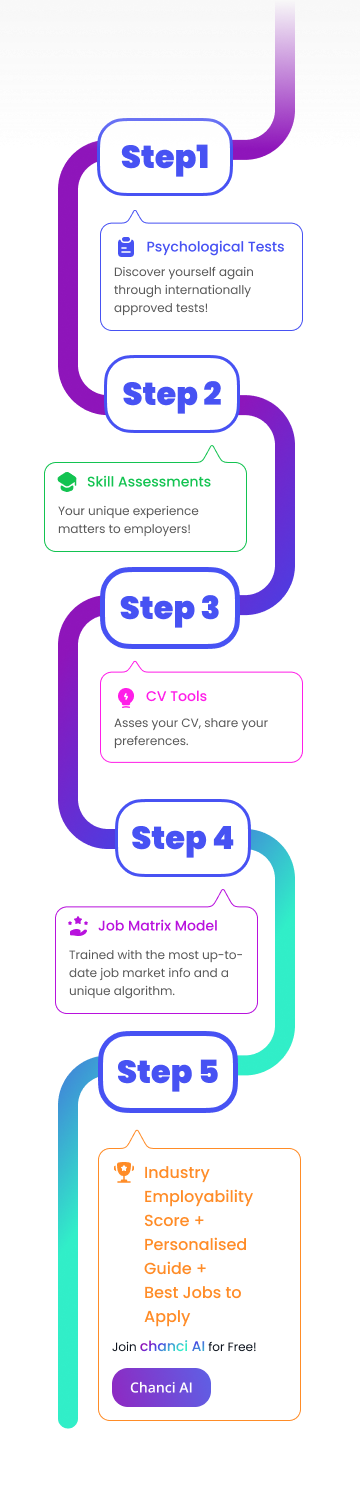 Step1
Psychological Tests
Discover yourself again
through internationally
approved tests!
Step 2
Skill Assessments
Your unique experience
matters to employers!
Step 3
CV Tools
Asses your CV, share your
preferences.
Step 4
Job Matrix Model
Trained with the most up-to-
date job market info and a
unique algorithm.
Step 5
Industry
Employability
Score +
Personalised
Guide +
Best Jobs to
Apply
Join chanci AI for Free!
Chanci AI